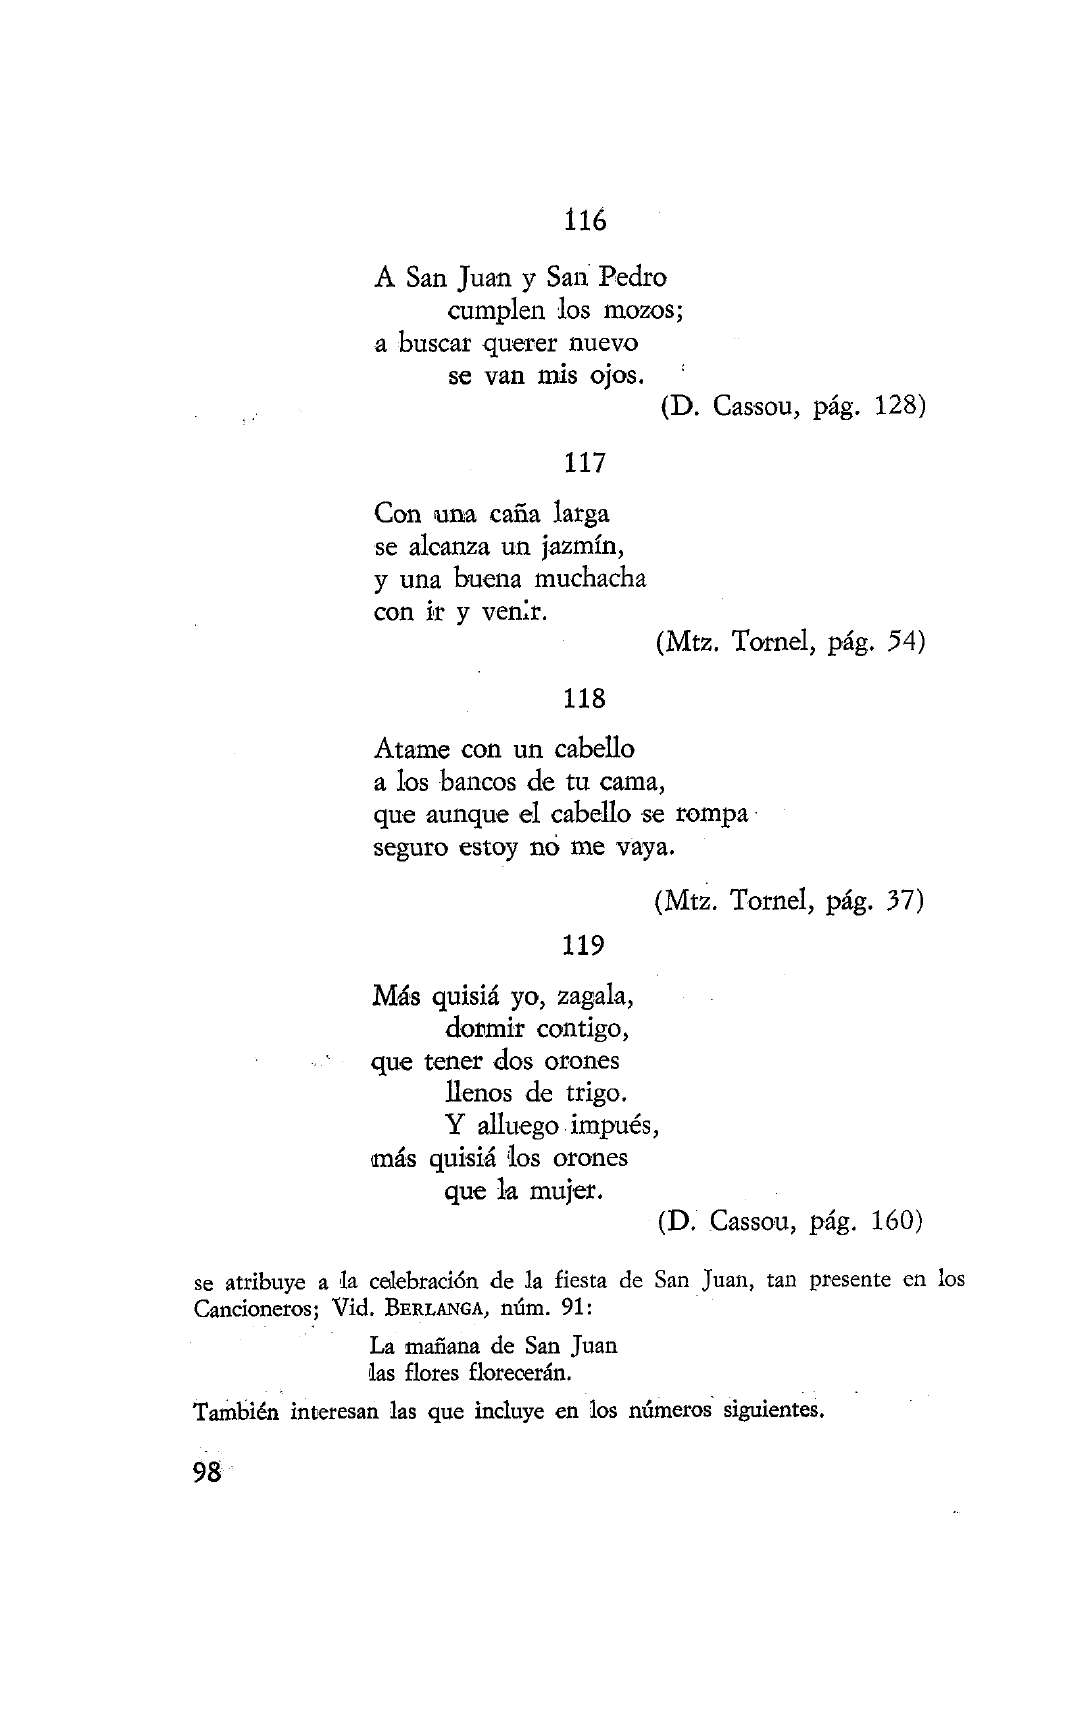 116
A San Juan y San Pedro
cumplen los mozos;
a buscar querer nuevo
se van mis ojos.
(D. Cassou, pág. 128)
117
Con una caña larga
se alcanza un jazmín,
y una buena muchacha
con ir y venir.
(Mtz. Tornel, pág. 54)
118
Atame con un cabello
a los bancos de tu cama,
que aunque el cabello se rompa
seguro estoy no me vaya.
(Mtz. Tornel, pág. 37)
119
Más quisiá yo, zagala,
dormir contigo,
que tener dos orones
llenos de trigo.
Y alluego impués,
más quisiá los orones
que la mujer.
(D. Cassou, pág. 160)
se atribuye a la celebración de la fiesta de San Juan, tan presente en los
Cancioneros; Vid. BERLANGA, núm. 91:
La mañana de San Juan
las flores florecerán.
También interesan las que incluye en los números siguientes.
98